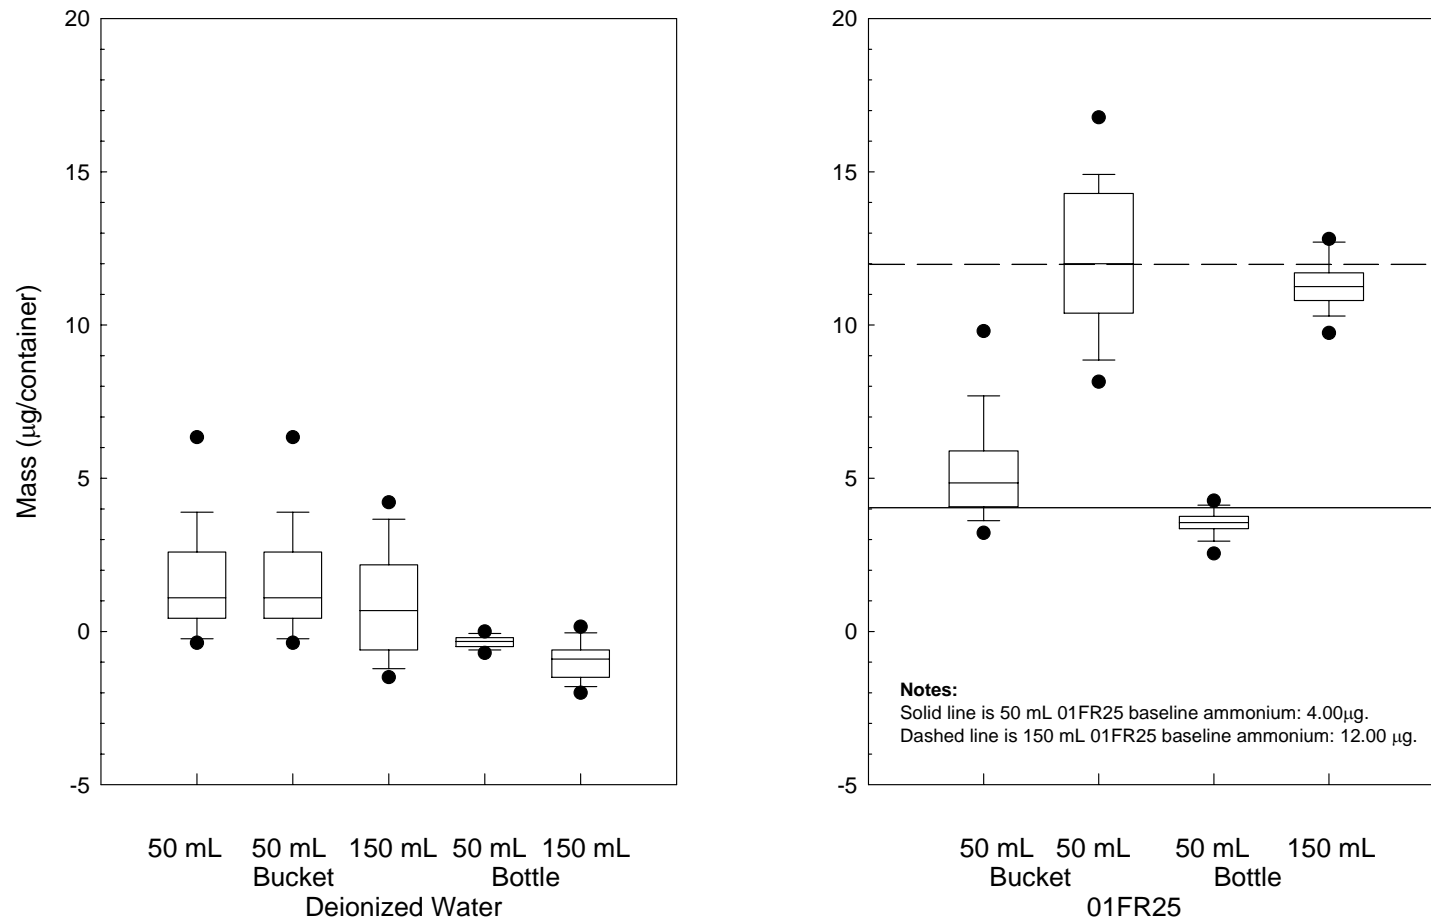 20
15
10
5
0
-5
Mass (μg/container)
50 mL 50 mL 150 mL 50 mL 150 mL
Bucket Bottle
Deionized Water
20
15
10
5
0
-5
Notes:
Solid line is 50 mL 01FR25 baseline ammonium: 4.00μg.
Dashed line is 150 mL 01FR25 baseline ammonium: 12.00 μg.
50 mL 50 mL 50 mL 150 mL
Bucket Bottle
01FR25